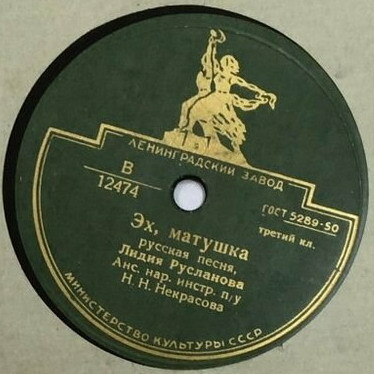 ЛЕНИНГРАДСКИЙ ЗАВОД
В
12474
ГОСТ 5289-50
третий кл.
Эх, матушка
русская песня,
Лидия Русланова
Анс. нар. инстр. п/у
Н. Н. Некрасова
МИНИСТЕРСТВО КУЛЬТУРЫ СССР